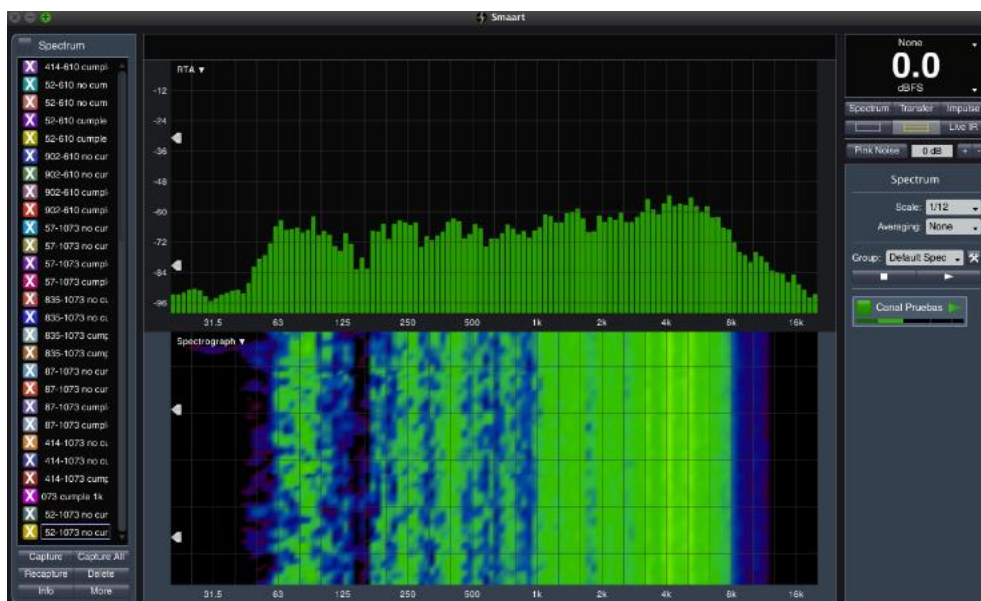 Smaart
Spectrum
414-610 cumpl
52-610 no cum
52-610 no cum
52-610 cumple
52-610 cumple
902-610 no cur
902-610 no cur
902-610 cumpl
902-610 cumpl
57-1073 no cur
57-1073 no cur
57-1073 cumpl
57-1073 cumpl
835-1073 no cu
835-1073 no cu
835-1073 cump
835-1073 cump
87-1073 no cur
87-1073 no cur
87-1073 cumpl
87-1073 cumpl
414-1073 no cu
414-1073 no cu
414-1073 cump
073 cumple 1k
52-1073 no cur
52-1073 no cur
Capture Capture All
Recapture Delete
Info More
RTA
-12
-24
-36
-48
-60
-72
-84
-96
31.5 63 125 250 500 1k 2k 4k 8k 16k
Spectrograph
31.5 63 125 250 500 1k 2k 4k 8k 16k
None
0.0
dBFS
Spectrum Transfer Impulse
Live IR
Pink Noise 0 dB + -
Spectrum
Scale: 1/12
Averaging: None
Group: Default Spec
Canal Pruebas